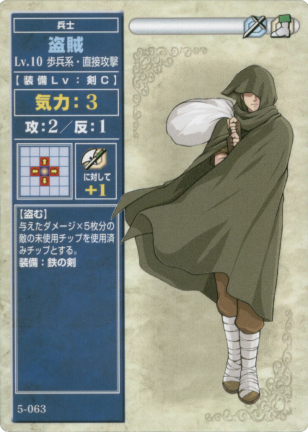 兵士
盗賊
Lv.10 歩兵系・直接攻撃
【装備Lv：剣C】
気力：3
攻：2／反：1
に対して
+1
【盗む】
与えたダメージ×5枚分の
敵の未使用チップを使用済
みチップとする。
装備：鉄の剣
5-063